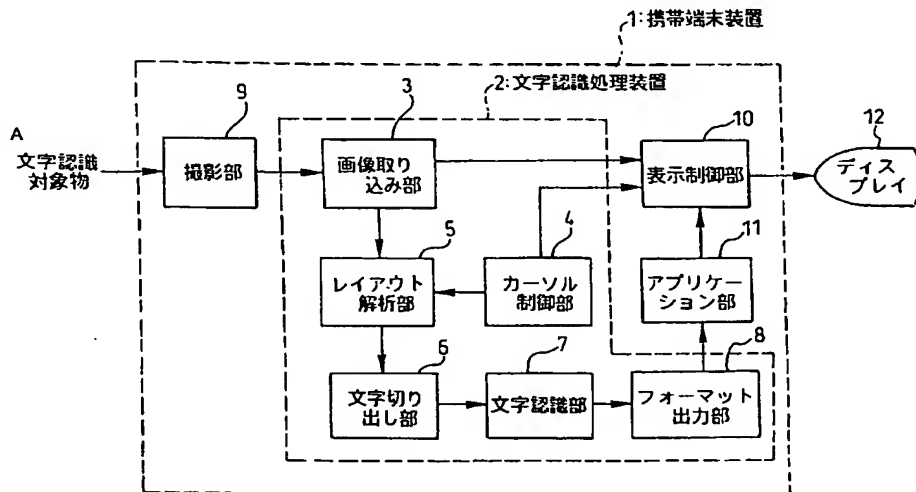 1:携帯端末装置
2:文字認識処理装置
9
3
10
12
A
文字認識
対象物
撮影部
画像取り
込み部
表示制御部
ディス
プレイ
5
4
11
レイアウト
解析部
カーソル
制御部
アプリケー
ション部
6
7
8
文字切り
出し部
文字認識部
フォーマット
出力部